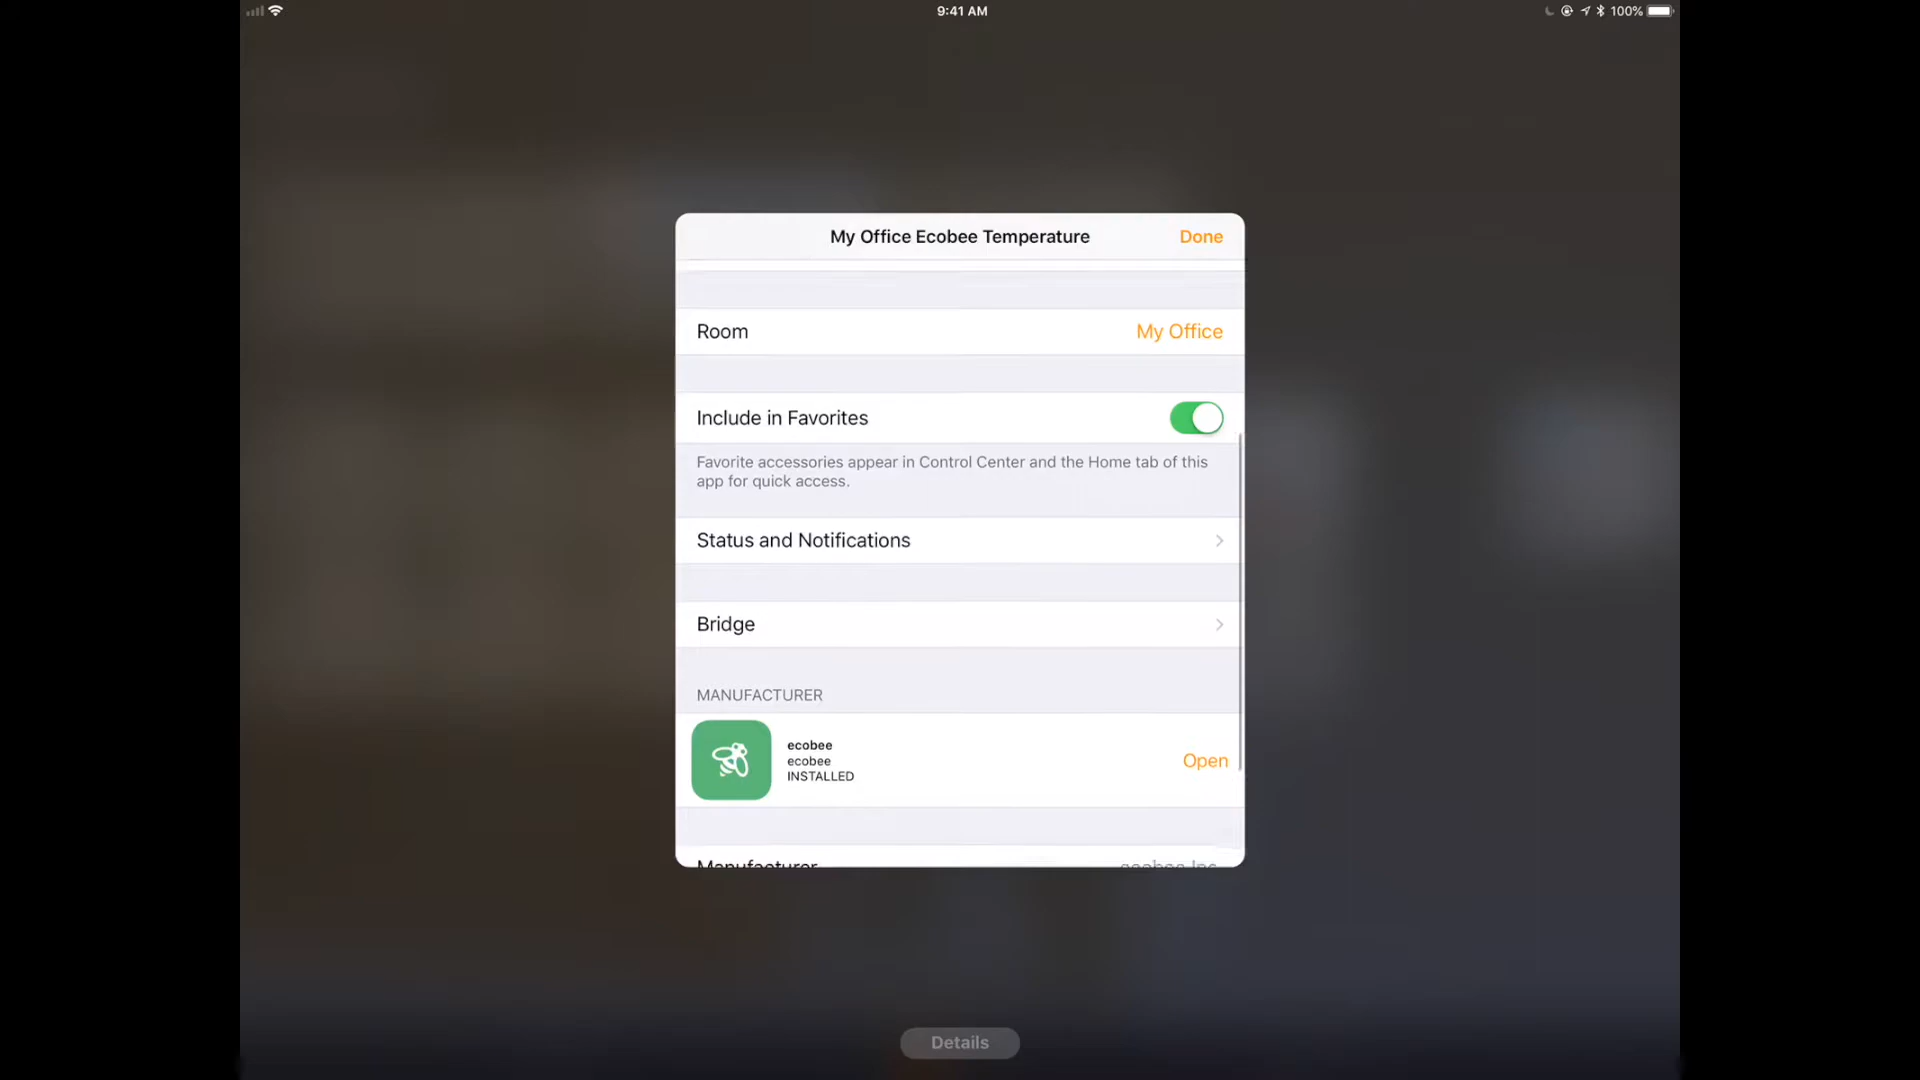 9:41 AM
100%
My Office Ecobee Temperature
Done
Room
My Office
Include in Favorites
Favorite accessories appear in Control Center and the Home tab of this
app for quick access.
Status and Notifications
Bridge
MANUFACTURER
ecobee
ecobee
INSTALLED
Open
Manufacturer
ecobee Inc.
Details